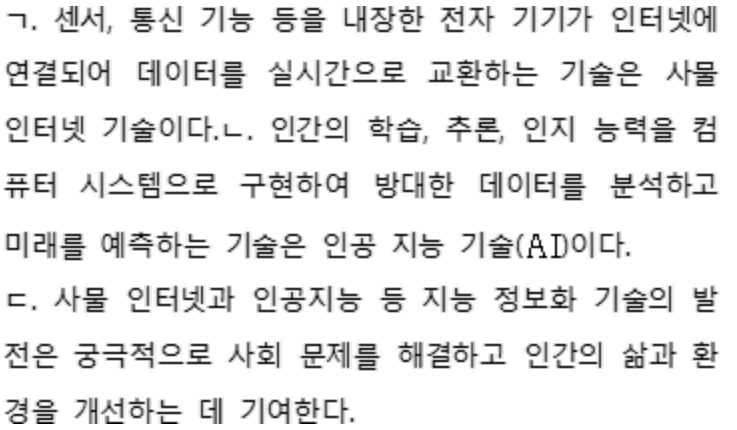 ㄱ. 센서, 통신 기능 등을 내장한 전자 기기가 인터넷에
연결되어 데이터를 실시간으로 교환하는 기술은 사물
인터넷 기술이다.ㄴ. 인간의 학습, 추론, 인지 능력을 컴
퓨터 시스템으로 구현하여 방대한 데이터를 분석하고
미래를 예측하는 기술은 인공 지능 기술(AI)이다.
ㄷ. 사물 인터넷과 인공지능 등 지능 정보화 기술의 발
전은 궁극적으로 사회 문제를 해결하고 인간의 삶과 환
경을 개선하는 데 기여한다.